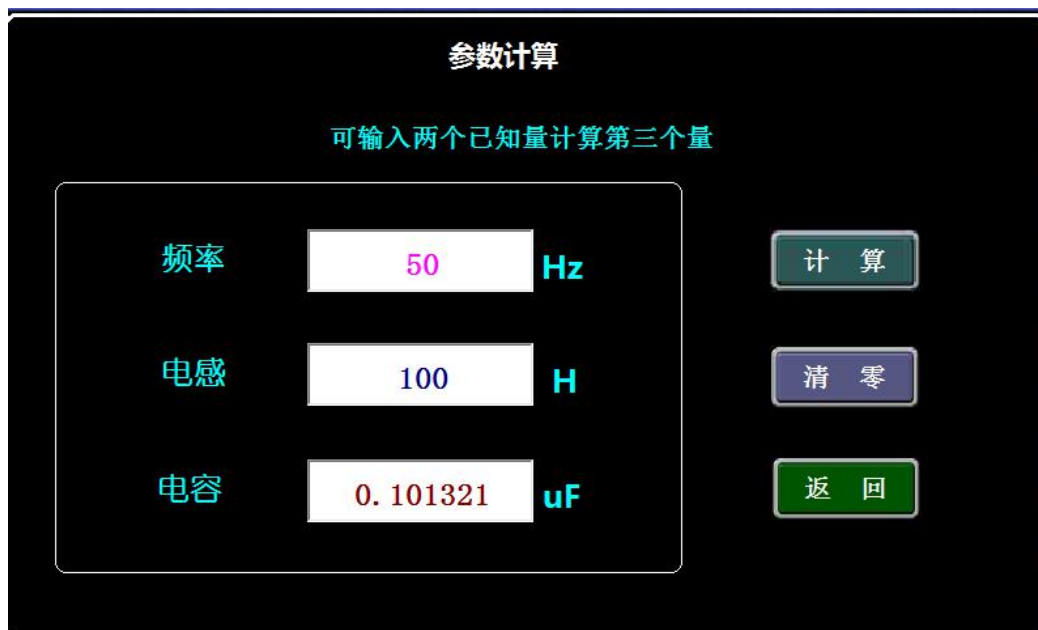 参数计算
可输入两个已知量计算第三个量
频率 50 Hz 计 算
电感 100 H 清 零
电容 0.101321 uF 返 回